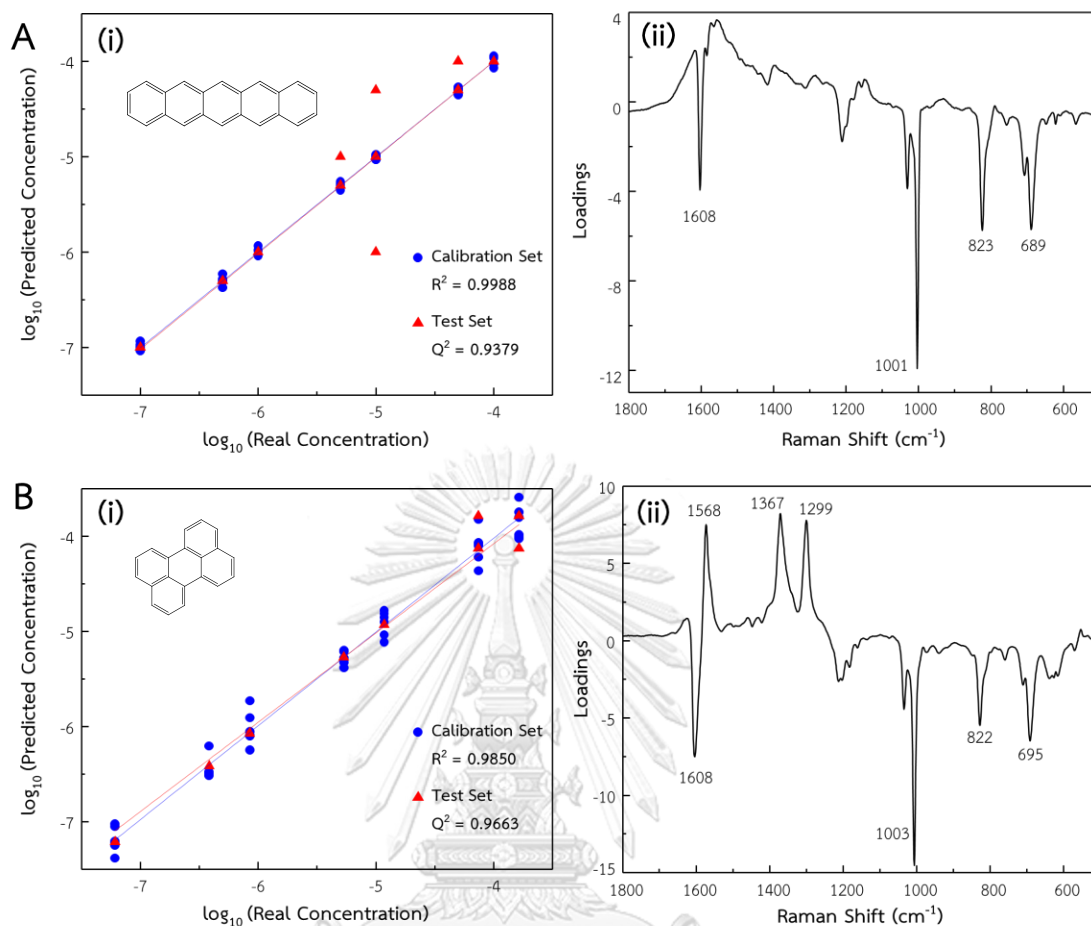 A
(i)
log₁₀ (Predicted Concentration)
-4
-5
-6
-7
Calibration Set
R² = 0.9988
Test Set
Q² = 0.9379
-7
-6
-5
-4
log₁₀ (Real Concentration)
(ii)
Loadings
4
0
-4
-8
-12
1608
1001
823
689
1800
1600
1400
1200
1000
800
600
Raman Shift (cm⁻¹)
B
(i)
log₁₀ (Predicted Concentration)
-4
-5
-6
-7
Calibration Set
R² = 0.9850
Test Set
Q² = 0.9663
-7
-6
-5
-4
log₁₀ (Real Concentration)
(ii)
Loadings
10
5
0
-5
-10
-15
1568
1367
1299
1608
1003
822
695
1800
1600
1400
1200
1000
800
600
Raman Shift (cm⁻¹)